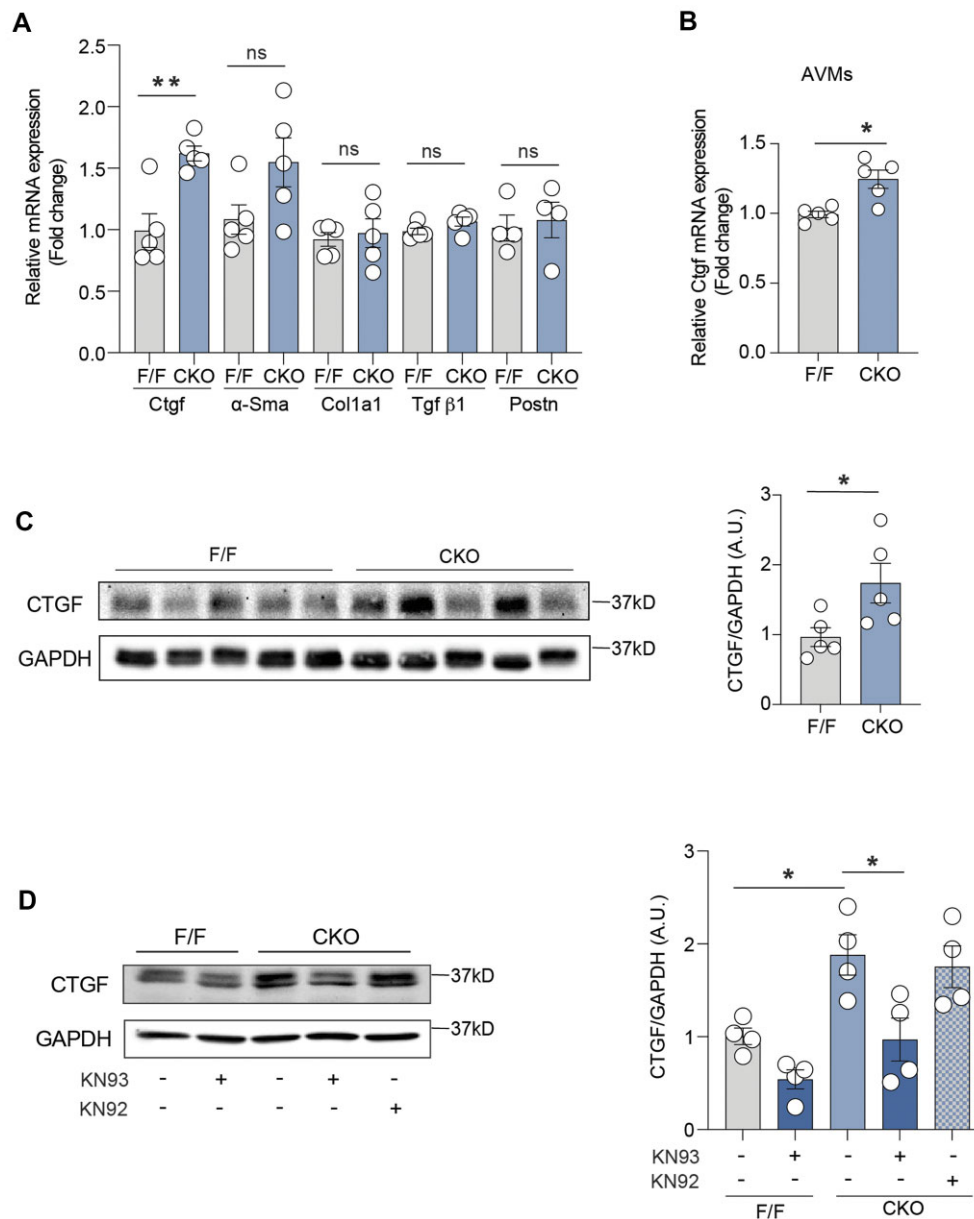 A
Relative mRNA expression
(Fold change)
2.5
2.0
1.5
1.0
0.5
0.0
** ns ns ns ns
F/F CKO F/F CKO F/F CKO F/F CKO F/F CKO
Ctgf α-Sma Col1a1 Tgf β1 Postn
B
AVMs
Relative Ctgf mRNA expression
(Fold change)
1.5
1.0
0.5
0.0
*
F/F CKO
C
F/F CKO
CTGF
37kD
GAPDH
37kD
CTGF/GAPDH (A.U.)
3
2
1
0
*
F/F CKO
D
F/F CKO
CTGF
37kD
GAPDH
37kD
KN93 - + - + -
KN92 - - - - +
CTGF/GAPDH (A.U.)
3
2
1
0
* *
KN93 - + - + -
KN92 - - - - +
F/F CKO